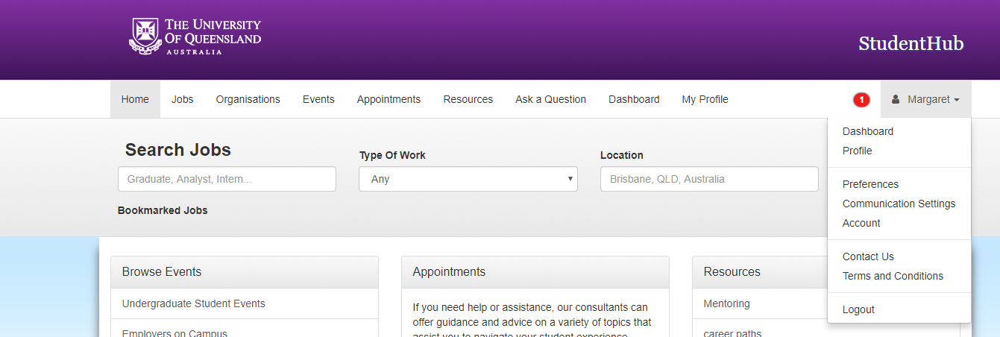 THE UNIVERSITY
OF QUEENSLAND
AUSTRALIA
StudentHub
Home Jobs Organisations Events Appointments Resources Ask a Question Dashboard My Profile 1 Margaret
Dashboard
Profile
Preferences
Communication Settings
Account
Contact Us
Terms and Conditions
Logout
Search Jobs
Graduate, Analyst, Intern...
Type Of Work
Any
Location
Brisbane, QLD, Australia
Bookmarked Jobs
Browse Events
Undergraduate Student Events
Employers on Campus
Appointments
If you need help or assistance, our consultants can
offer guidance and advice on a variety of topics that
assist you to navigate your student experience
Resources
Mentoring
career paths